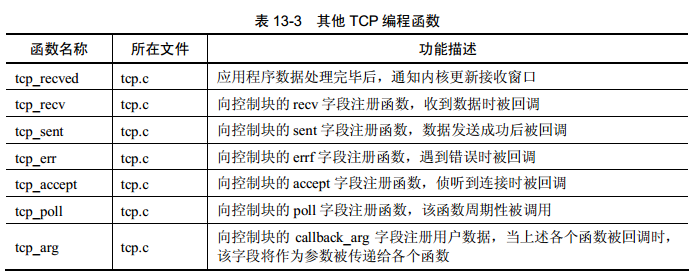 表 13-3 其他 TCP 编程函数
函数名称 所在文件 功能描述
tcp_recved tcp.c 应用程序数据处理完毕后，通知内核更新接收窗口
tcp_recv tcp.c 向控制块的 recv 字段注册函数，收到数据时被回调
tcp_sent tcp.c 向控制块的 sent 字段注册函数，数据发送成功后被回调
tcp_err tcp.c 向控制块的 errf 字段注册函数，遇到错误时被回调
tcp_accept tcp.c 向控制块的 accept 字段注册函数，侦听到连接时被回调
tcp_poll tcp.c 向控制块的 poll 字段注册函数，该函数周期性被调用
tcp_arg tcp.c 向控制块的 callback_arg 字段注册用户数据，当上述各个函数被回调时，
该字段将作为参数被传递给各个函数